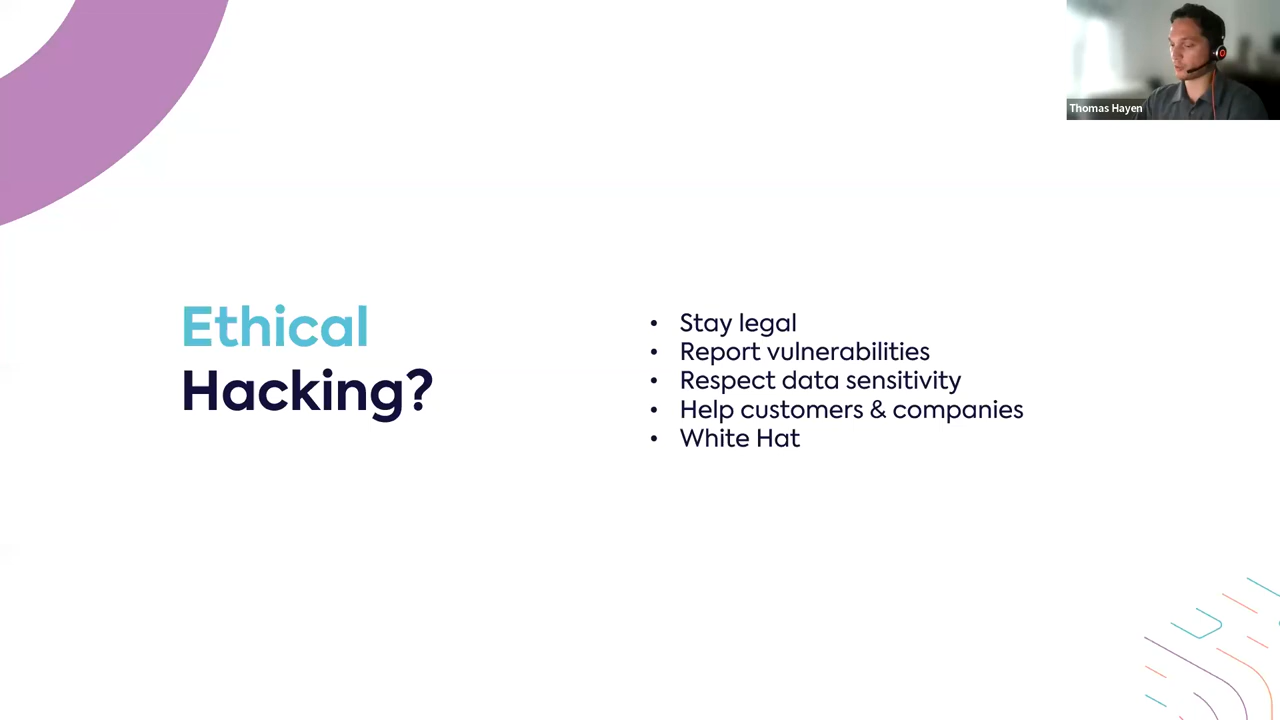 Thomas Hayen
Ethical
Hacking?
• Stay legal
• Report vulnerabilities
• Respect data sensitivity
• Help customers & companies
• White Hat